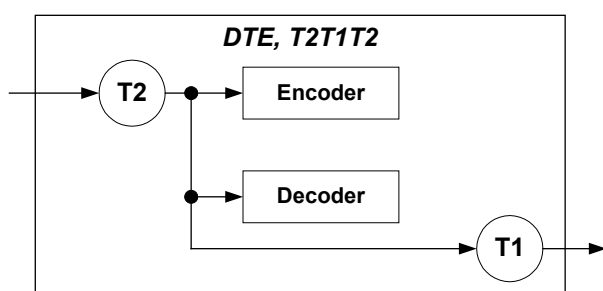 DTE, T2T1T2
T2
Encoder
Decoder
T1